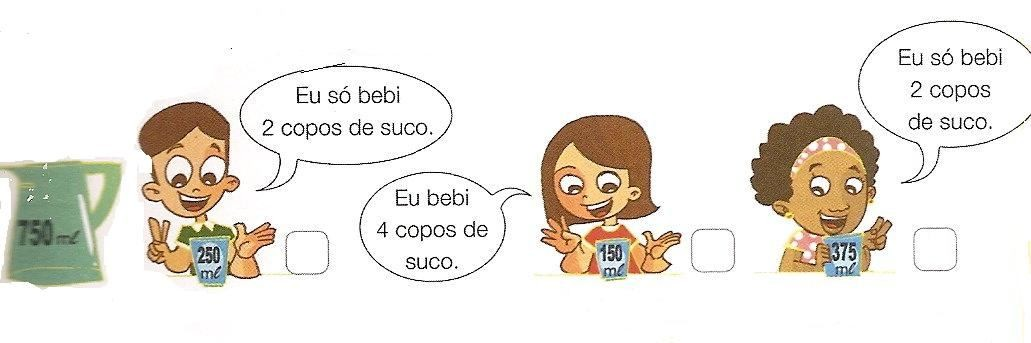 750 ml
Eu só bebi
2 copos de suco.
250
ml
Eu bebi
4 copos de
suco.
150
ml
Eu só bebi
2 copos
de suco.
375
ml